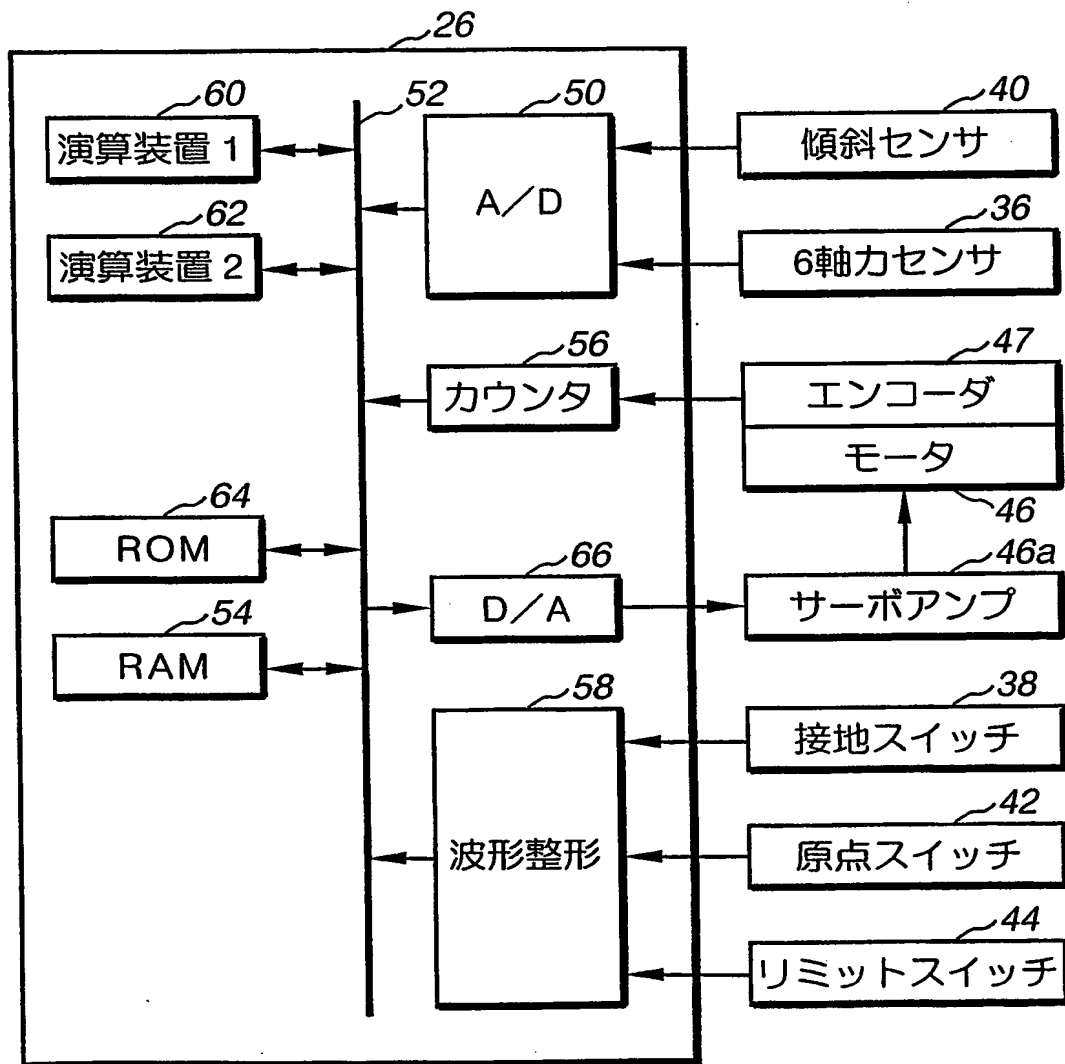 26
60
演算装置1
52
50
A/D
40
傾斜センサ
62
演算装置2
36
6軸力センサ
56
カウンタ
47
エンコーダ
モータ
46
64
ROM
66
D/A
46a
サーボアンプ
54
RAM
58
波形整形
38
接地スイッチ
42
原点スイッチ
44
リミットスイッチ